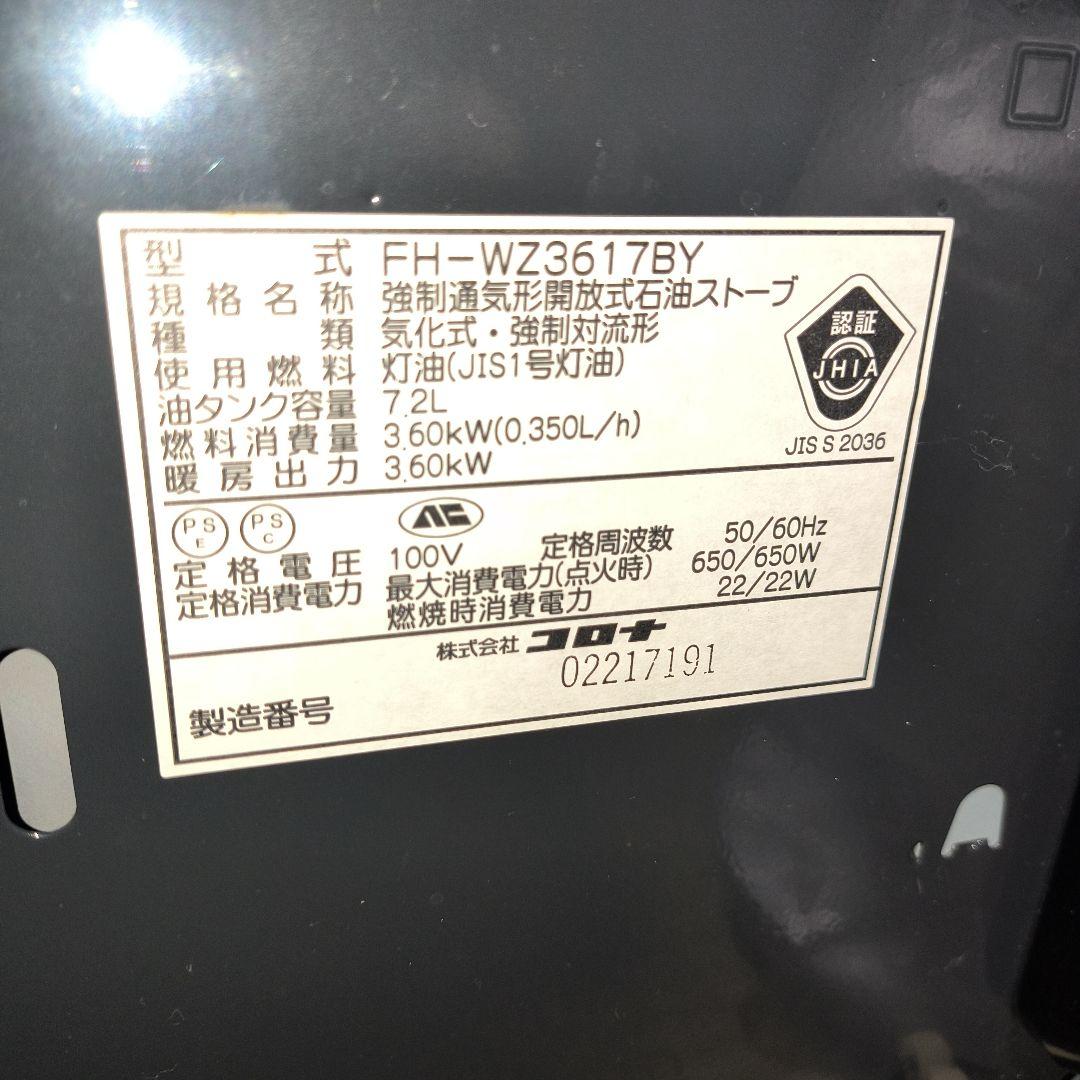 型式 FH-WZ3617BY
規格名称 強制通気形開放式石油ストーブ
種類 気化式・強制対流形
使用燃料 灯油(JIS1号灯油)
油タンク容量 7.2L
燃料消費量 3.60kW(0.350L/h)
暖房出力 3.60kW
認証
JHIA
JIS S 2036
PS E
PS C
定格電圧 100V 定格周波数 50/60Hz
定格消費電力 最大消費電力(点火時) 650/650W
燃焼時消費電力 22/22W
株式会社 コロナ
製造番号 02217191